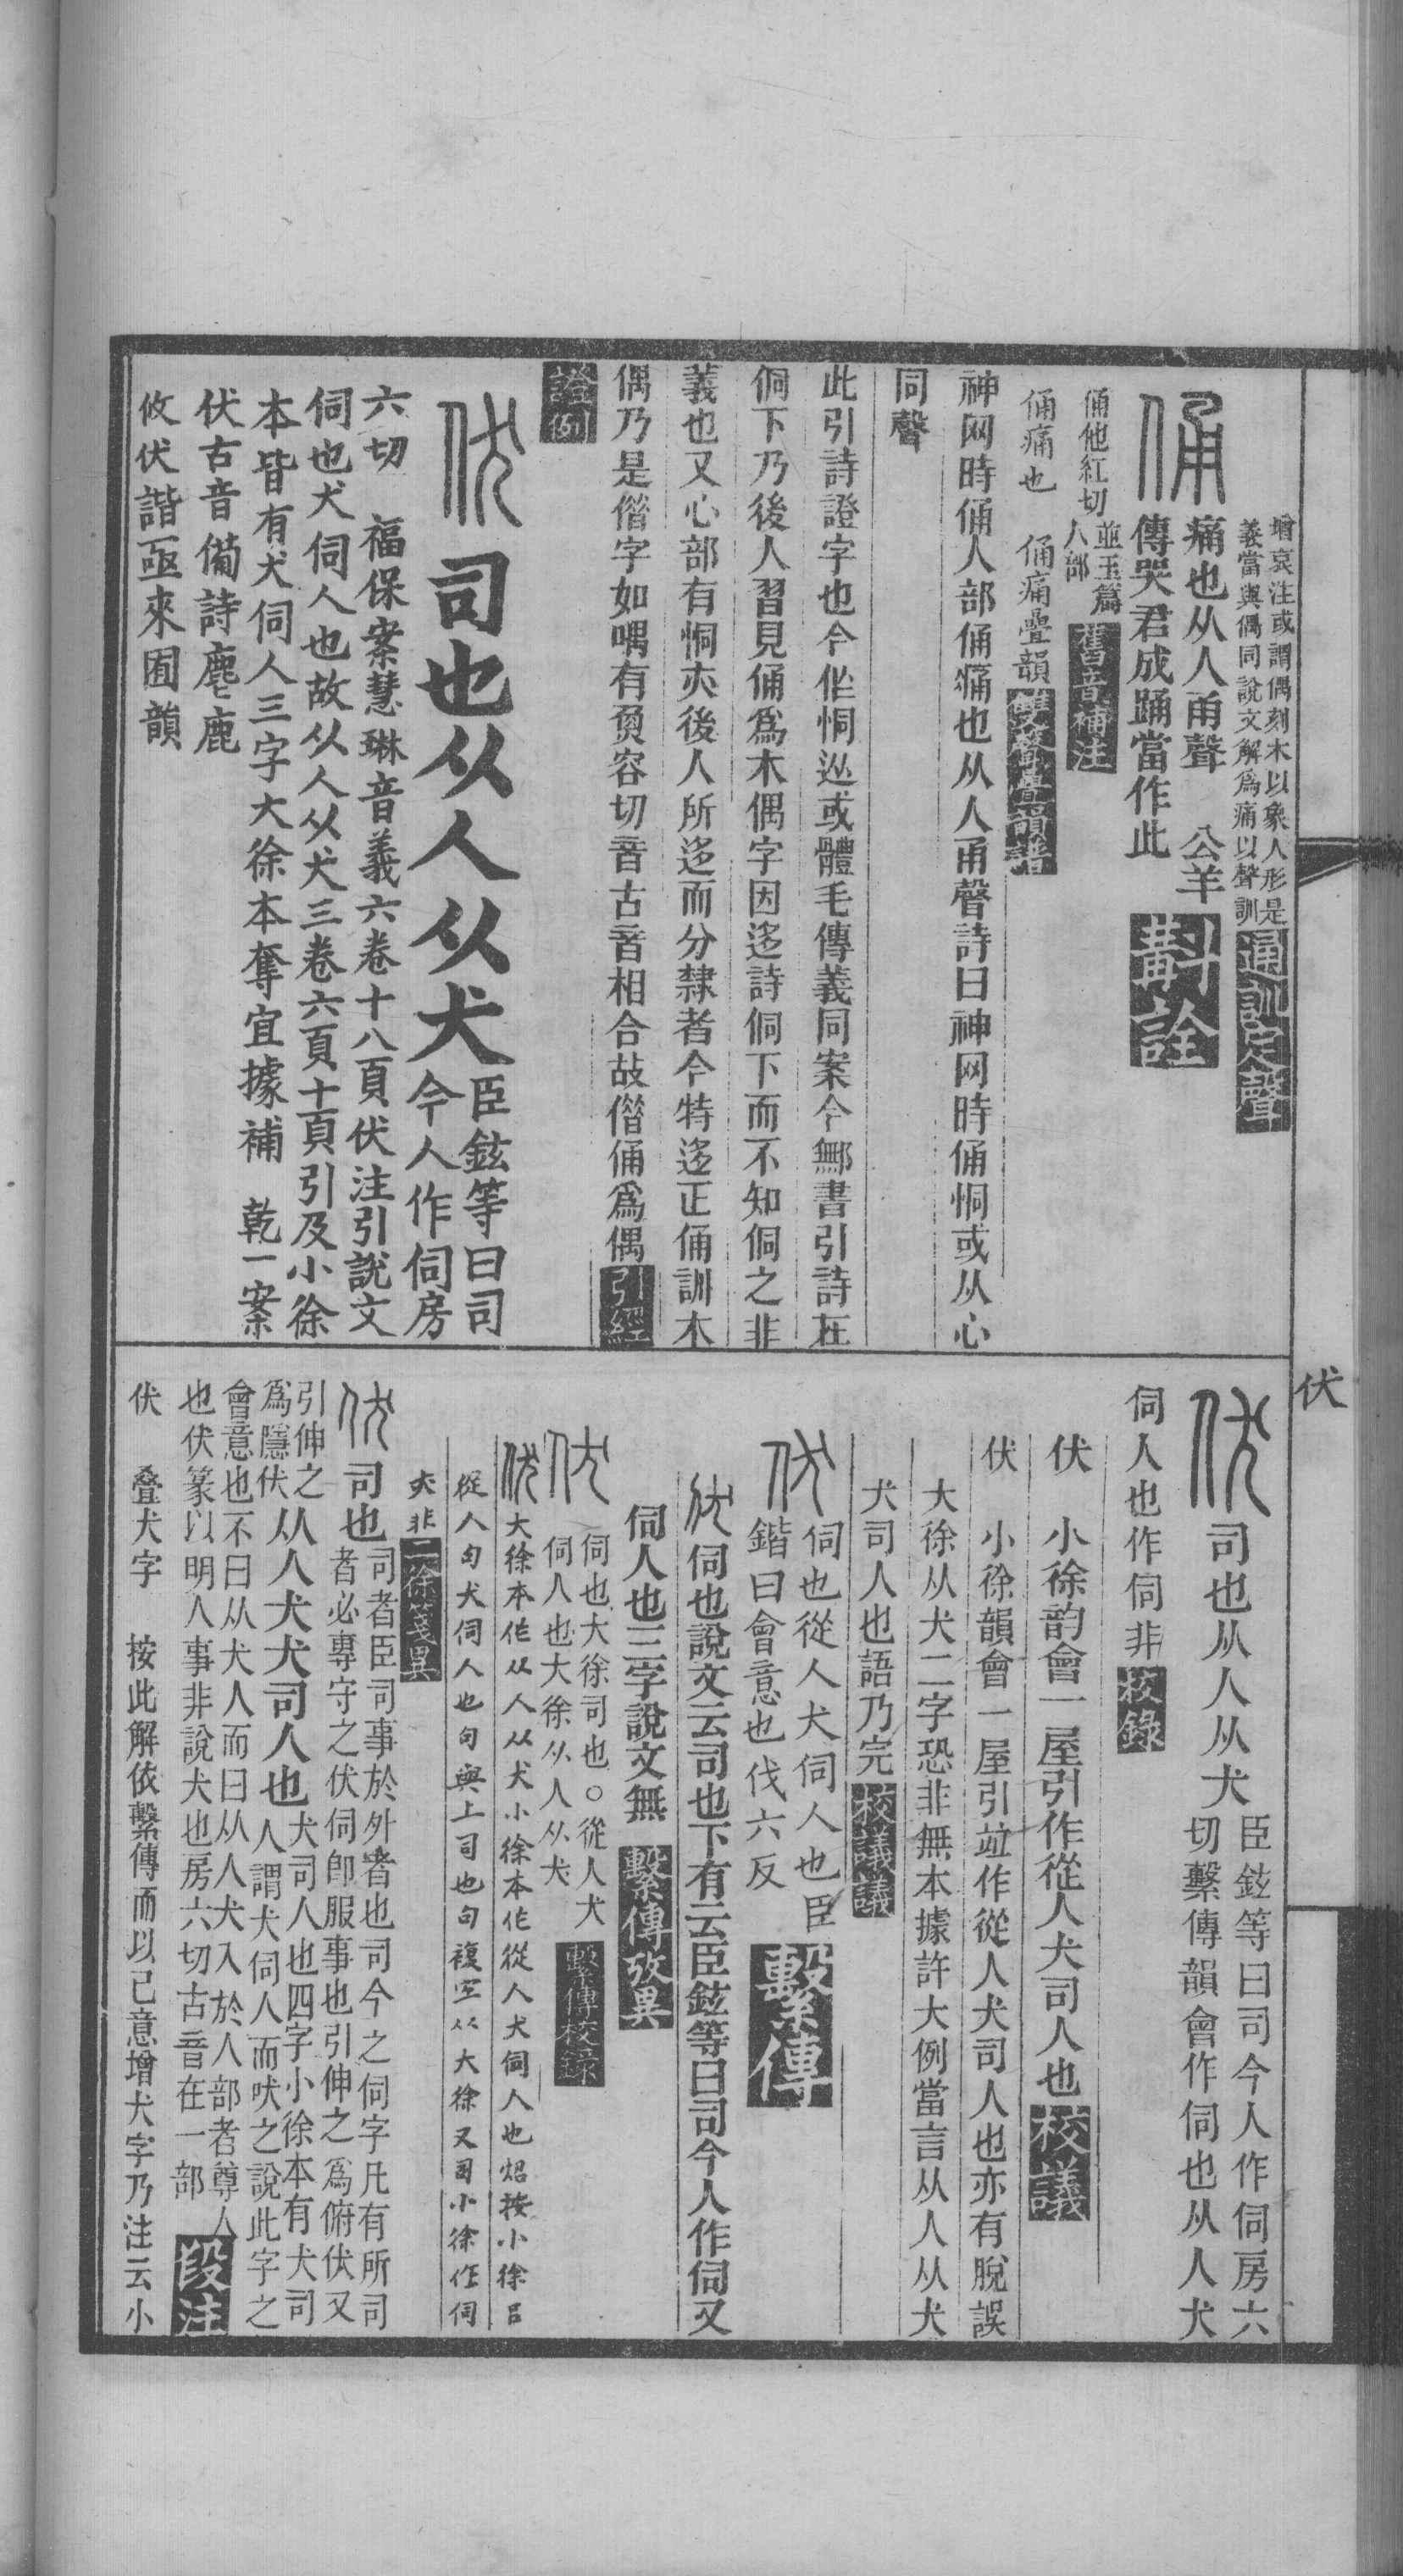 增哀注或謂偶刻木以象人形是
義當與偶同說文解爲痛以聲訓
通訓定聲
俑
痛也从人甬聲 公羊
傳哭君成踊當作此
斠詮
俑他紅切
並玉篇
人部
舊音補注
俑痛也 俑痛疊韻
雙聲疊韻譜
神网時俑人部俑痛也从人甬聲詩曰神网時俑恫或从心
同聲
此引詩證字也今作恫迆或體毛傳義同案今鄦書引詩在
侗下乃後人習見俑爲木偶字因迻詩侗下而不知侗之非
義也又心部有恫夾後人所迻而分隸者今特迻正俑訓木
偶乃是偕字如喁有負容切音古音相合故偕俑爲偶
引經
證例
伏
司也从人从犬
臣鉉等曰司
今人作伺房
六切 福保案慧琳音義六卷十八頁伏注引說文
伺也犬伺人也故从人从犬三卷六頁十頁引及小徐
本皆有犬伺人三字大徐本奪宜據補 乾一案
伏古音僃詩麀鹿
攸伏諧亟來囿韻
伏
伏
司也从人从犬
臣鉉等曰司今人作伺房六
切繫傳韻會作伺也从人犬
伺人也作伺非
校錄
伏 小徐韵會一屋引作從人犬司人也
校議
伏 小徐韻會一屋引竝作從人犬司人也亦有脫誤
大徐从犬二字恐非無本據許大例當言从人从犬
犬司人也語乃完
校議議
伏
伺也從人犬伺人也臣
鍇曰會意也伐六反
繫傳
伏伺也說文云司也下有云臣鉉等曰司今人作伺又
伺人也三字說文無
繫傳攷異
伏
伺也大徐司也○從人犬
伺人也大徐从人从犬
繫傳校錄
伏大徐本作从人从犬小徐本作從人犬伺人也炤按小徐㠯
從人句犬伺人也句與上司也句複空从大徐又司小徐作伺
夾非
二徐箋異
伏
司也
司者臣司事於外者也司今之伺字凡有所司
者必專守之伏伺卽服事也引伸之爲俯伏又
引伸之
爲隱伏
从人犬犬司人也
犬司人也四字小徐本有犬司
人謂犬伺人而吠之說此字之
會意也不曰从犬人而曰从人犬入於人部者尊人
也伏篆以明人事非說犬也房六切古音在一部
段注
伏 叠犬字 按此解依繫傳而以已意增犬字乃注云小